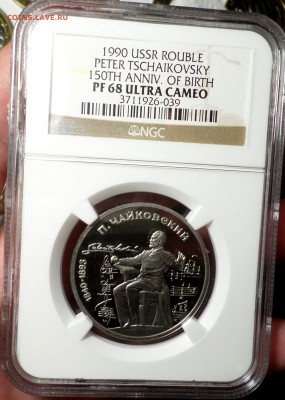 COINS.LAVE.RU
1990 USSR ROUBLE
PETER TSCHAIKOVSKY
150TH ANNIV. OF BIRTH
PF 68 ULTRA CAMEO
3711926-039
NGC
П. ЧАЙКОВСКИЙ
1840-1893